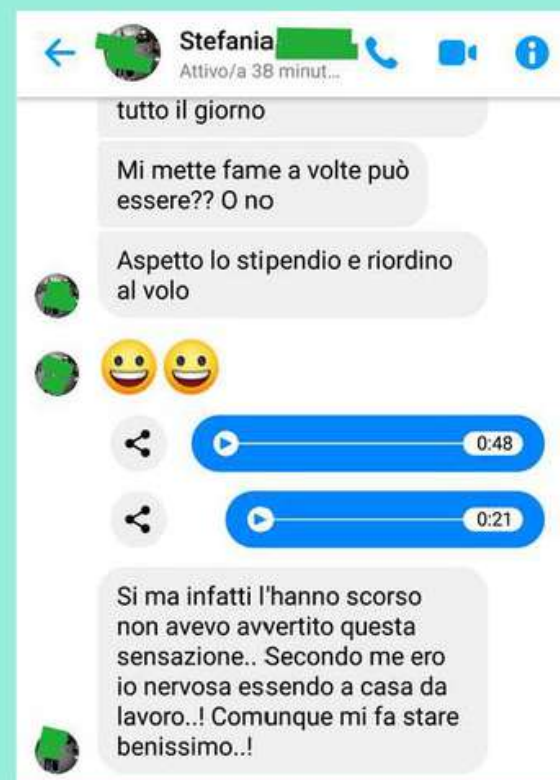 Stefania
Attivo/a 38 minut...
tutto il giorno
Mi mette fame a volte può
essere?? O no
Aspetto lo stipendio e riordino
al volo
0:48
0:21
Si ma infatti l'hanno scorso
non avevo avvertito questa
sensazione.. Secondo me ero
io nervosa essendo a casa da
lavoro..! Comunque mi fa stare
benissimo..!